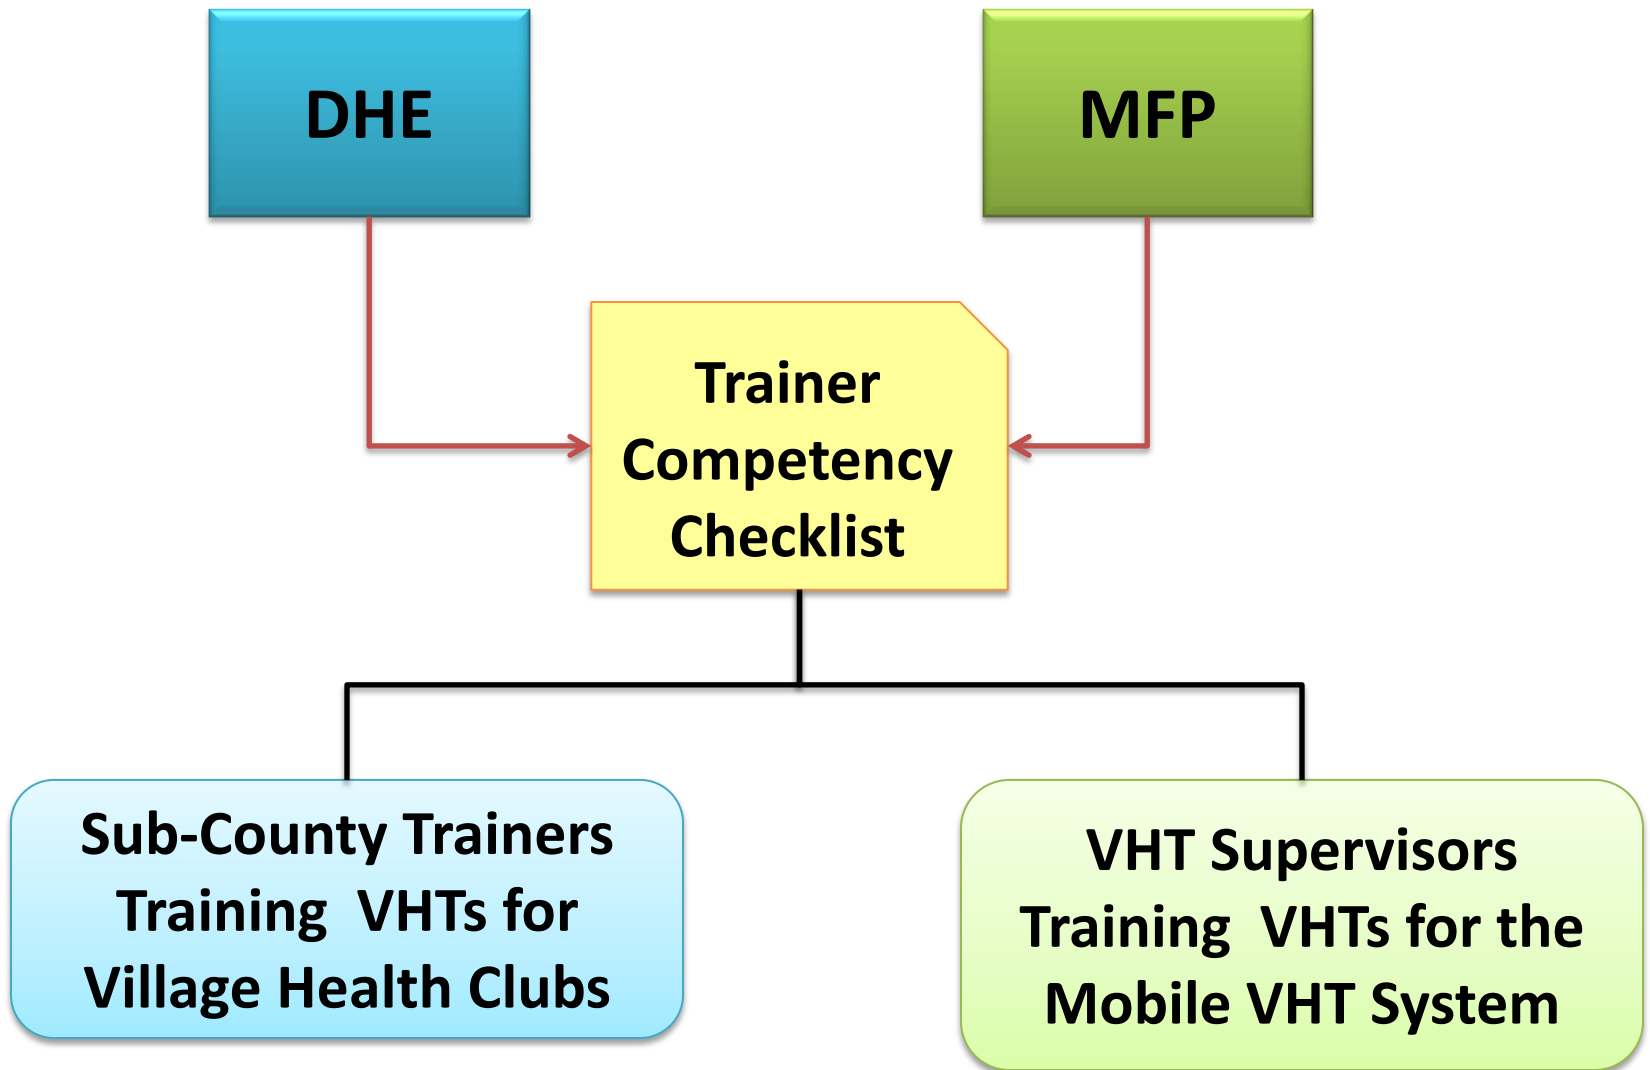 DHE
MFP
Trainer
Competency
Checklist
Sub-County Trainers
Training  VHTs for
Village Health Clubs
VHT Supervisors
Training  VHTs for the
Mobile VHT System